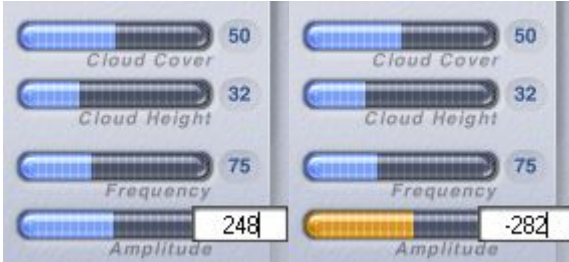 50
Cloud Cover
32
Cloud Height
75
Frequency
248
Amplitude
50
Cloud Cover
32
Cloud Height
75
Frequency
-282
Amplitude